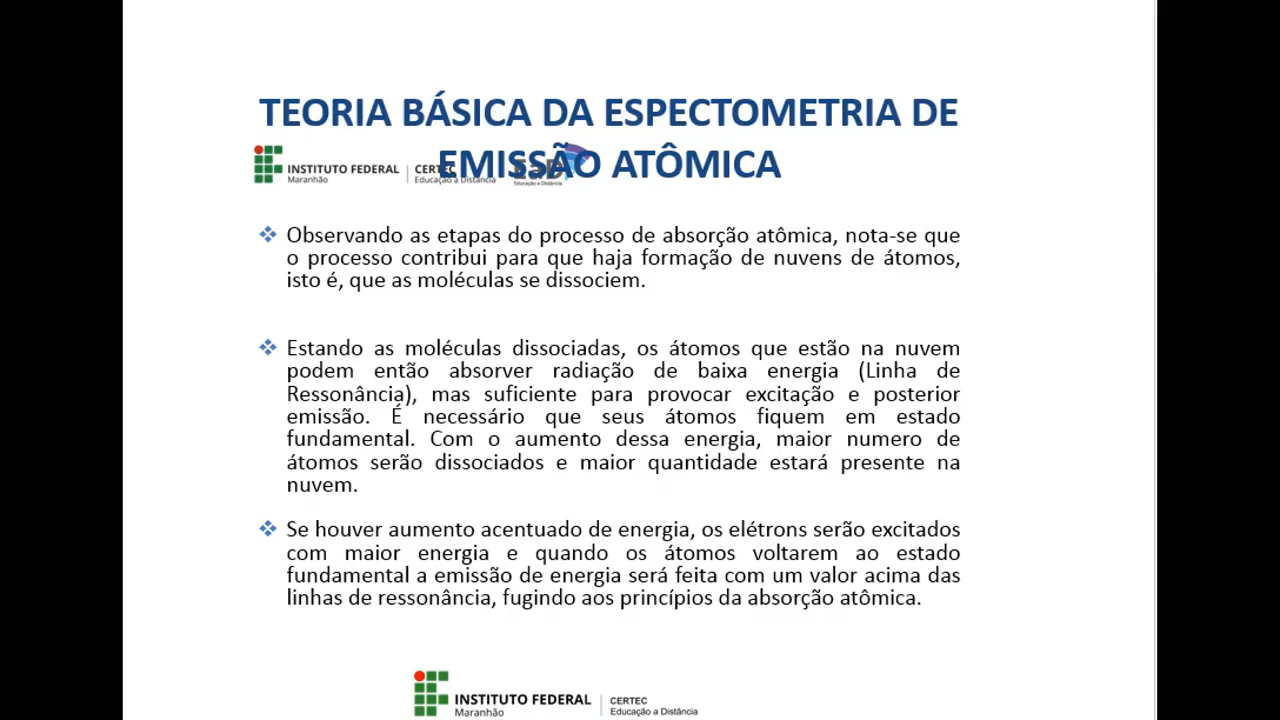 TEORIA BÁSICA DA ESPECTOMETRIA DE
EMISSÃO ATÔMICA
INSTITUTO FEDERAL
Maranhão
CERTEC
Educação a Distância
EaD
Educação a Distância
Observando as etapas do processo de absorção atômica, nota-se que
o processo contribui para que haja formação de nuvens de átomos,
isto é, que as moléculas se dissociem.
Estando as moléculas dissociadas, os átomos que estão na nuvem
podem então absorver radiação de baixa energia (Linha de
Ressonância), mas suficiente para provocar excitação e posterior
emissão. É necessário que seus átomos fiquem em estado
fundamental. Com o aumento dessa energia, maior numero de
átomos serão dissociados e maior quantidade estará presente na
nuvem.
Se houver aumento acentuado de energia, os elétrons serão excitados
com maior energia e quando os átomos voltarem ao estado
fundamental a emissão de energia será feita com um valor acima das
linhas de ressonância, fugindo aos princípios da absorção atômica.
INSTITUTO FEDERAL
Maranhão
CERTEC
Educação a Distância